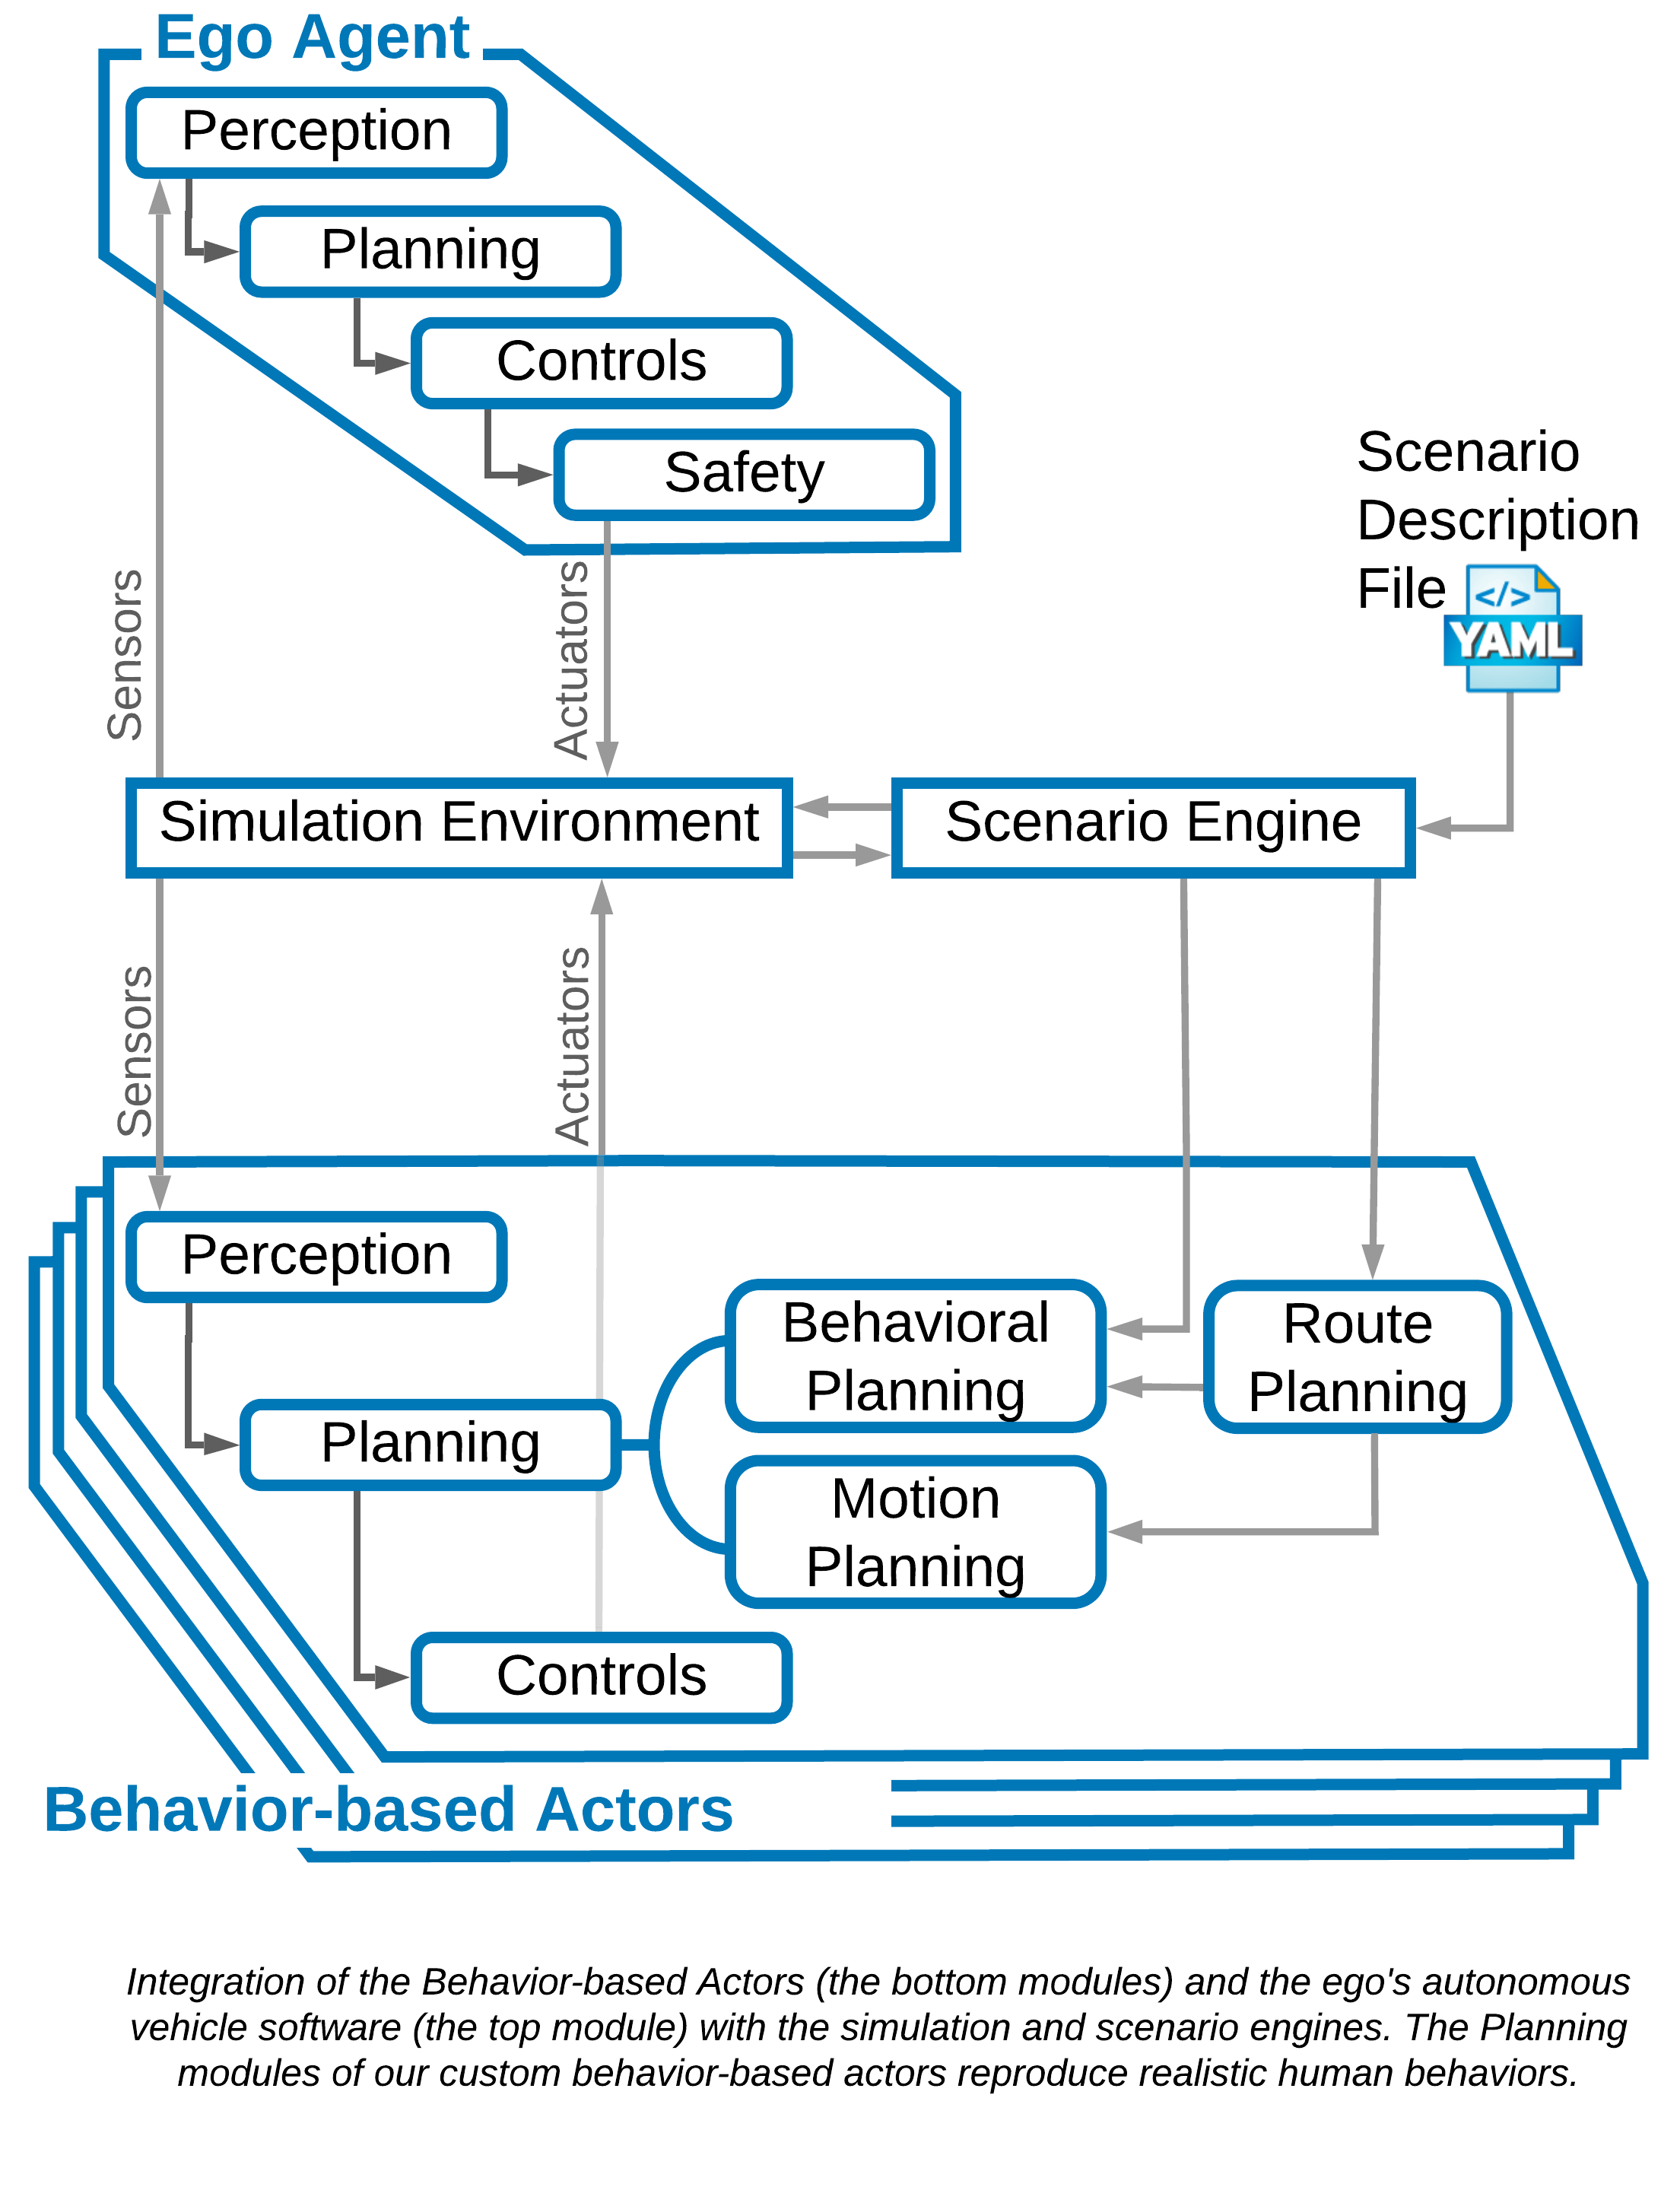 Ego Agent
Perception
Planning
Controls
Safety
Scenario
Description
File
</>
YAML
Sensors
Actuators
Simulation Environment
Scenario Engine
Sensors
Actuators
Perception
Behavioral
Planning
Route
Planning
Planning
Motion
Planning
Controls
Behavior-based Actors
Integration of the Behavior-based Actors (the bottom modules) and the ego's autonomous
vehicle software (the top module) with the simulation and scenario engines. The Planning
modules of our custom behavior-based actors reproduce realistic human behaviors.